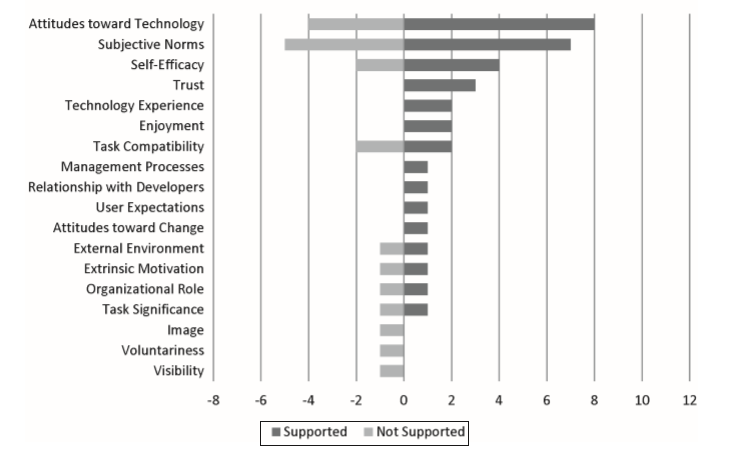 Attitudes toward Technology
Subjective Norms
Self-Efficacy
Trust
Technology Experience
Enjoyment
Task Compatibility
Management Processes
Relationship with Developers
User Expectations
Attitudes toward Change
External Environment
Extrinsic Motivation
Organizational Role
Task Significance
Image
Voluntariness
Visibility
-8 -6 -4 -2 0 2 4 6 8 10 12
Supported Not Supported